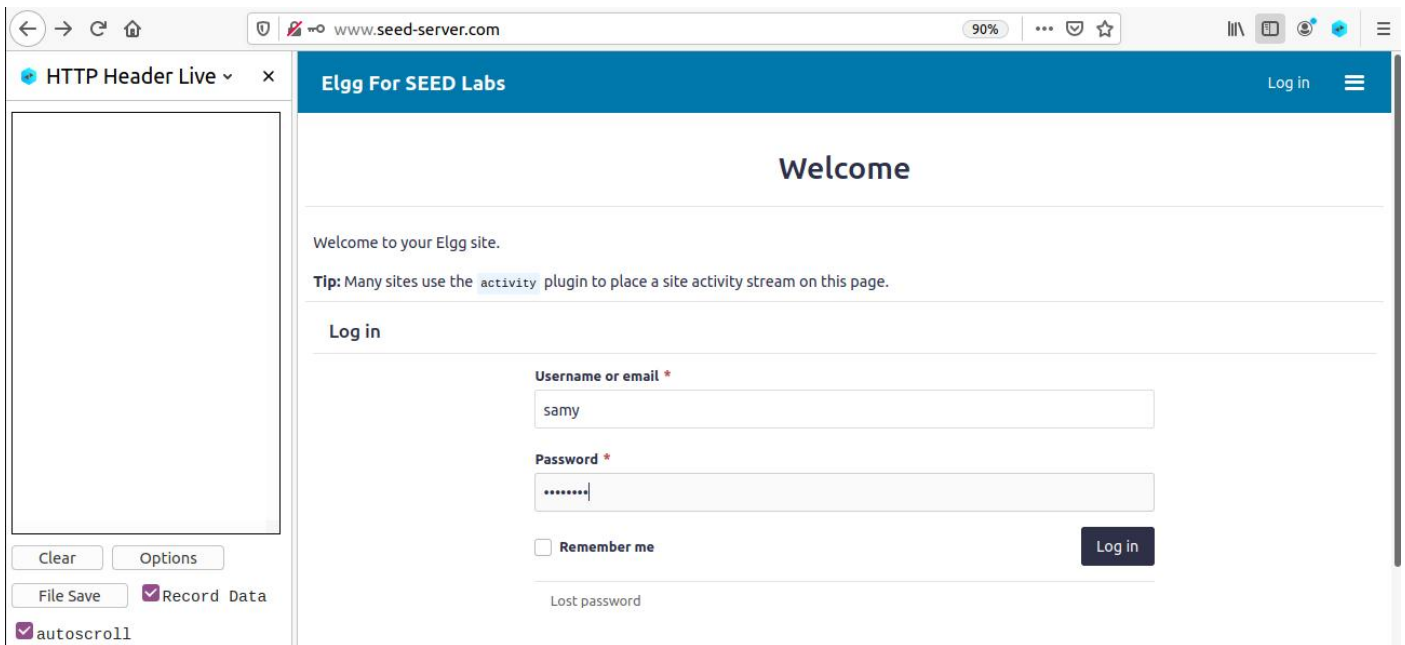 www.seed-server.com 90%
HTTP Header Live
Elgg For SEED Labs Log in
Welcome
Welcome to your Elgg site.
Tip: Many sites use the activity plugin to place a site activity stream on this page.
Log in
Username or email *
samy
Password *
••••••••
Remember me Log in
Lost password
Clear Options
File Save Record Data
autoscroll